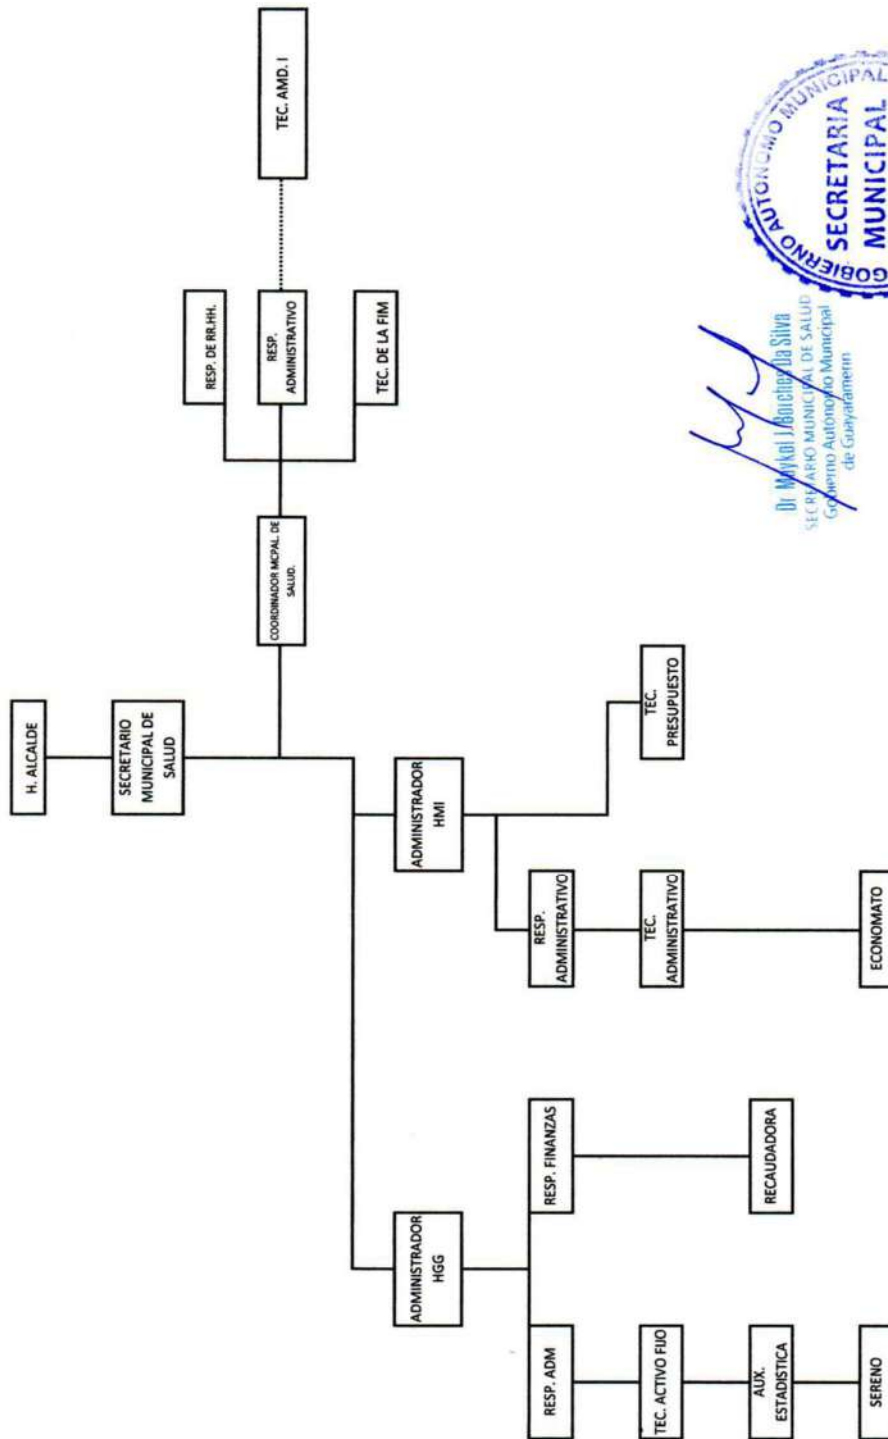 H. ALCALDE
SECRETARIO
MUNICIPAL DE
SALUD
COORDINADOR MCPAL. DE
SALUD.
RESP. DE RR.HH.
RESP.
ADMINISTRATIVO
TEC. DE LA FIM
TEC. AMD. I
ADMINISTRADOR
HGG
ADMINISTRADOR
HMI
RESP. ADM
RESP. FINANZAS
RESP.
ADMINISTRATIVO
TEC. ACTIVO FIJO
TEC.
ADMINISTRATIVO
TEC.
PRESUPUESTO
AUX.
ESTADISTICA
RECAUDADORA
SERENO
ECONOMATO
SECRETARIO MUNICIPAL DE SALUD
Gobierno Autónomo Municipal
de Guayaramerin
GOBIERNO AUTONOMO MUNICIPAL
SECRETARIA
MUNICIPAL